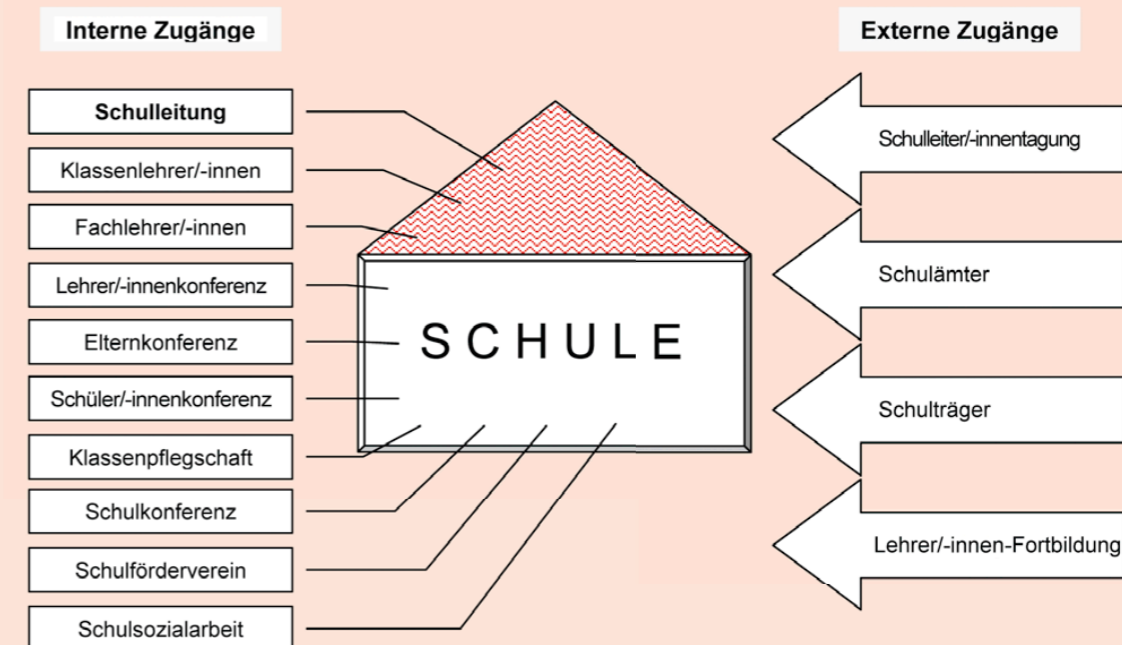 Interne Zugänge
Schulleitung
Klassenlehrer/-innen
Fachlehrer/-innen
Lehrer/-innenkonferenz
Elternkonferenz
Schüler/-innenkonferenz
Klassenpflegschaft
Schulkonferenz
Schulförderverein
Schulsozialarbeit
SCHULE
Externe Zugänge
Schulleiter/-innentagung
Schulämter
Schulträger
Lehrer/-innen-Fortbildung